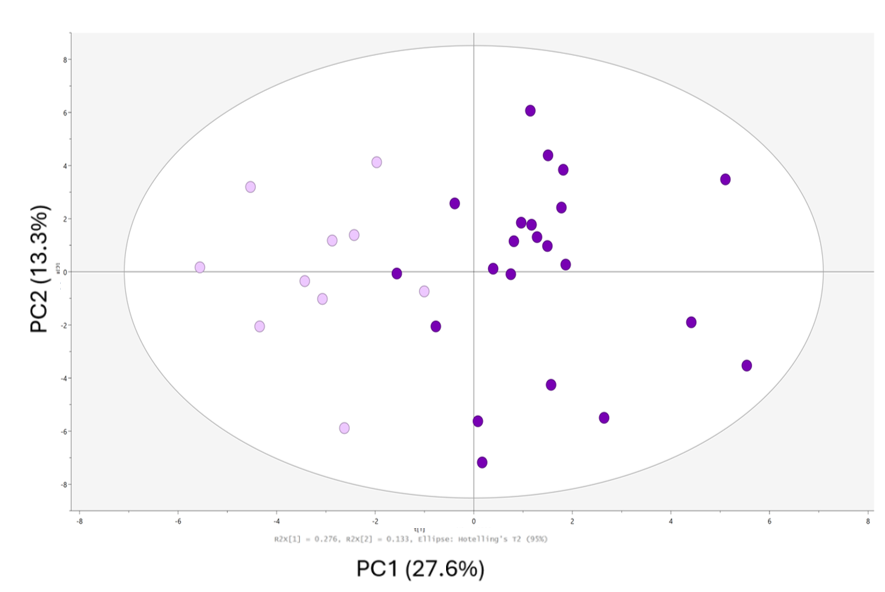 8
6
4
2
0
-2
-4
-6
-8
PC2 (13.3%)
-8 -6 -4 -2 0 2 4 6 8
t[1]
R2X[1] = 0.276, R2X[2] = 0.133, Ellipse: Hotelling's T2 (95%)
PC1 (27.6%)